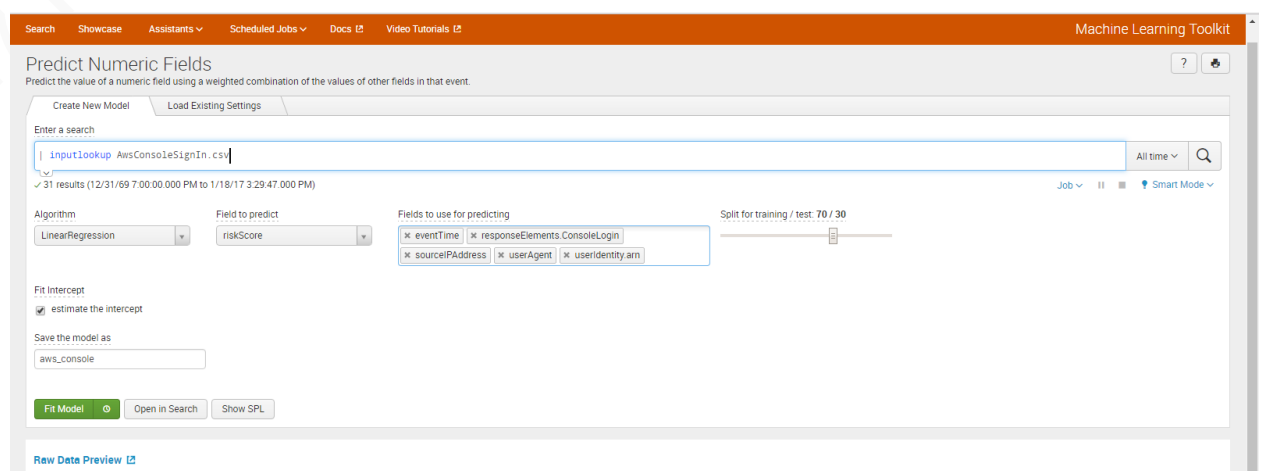 Search Showcase Assistants Scheduled Jobs Docs Video Tutorials Machine Learning Toolkit
Predict Numeric Fields ?
Predict the value of a numeric field using a weighted combination of the values of other fields in that event.
Create New Model Load Existing Settings
Enter a search
| inputlookup AwsConsoleSignIn.csv All time
✓ 31 results (12/31/69 7:00:00.000 PM to 1/18/17 3:29:47.000 PM) Job Smart Mode
Algorithm Field to predict Fields to use for predicting Split for training / test: 70 / 30
LinearRegression riskScore × eventTime × responseElements.ConsoleLogin
× sourceIPAddress × userAgent × userIdentity.arn
Fit Intercept
estimate the intercept
Save the model as
aws_console
Fit Model Open in Search Show SPL
Raw Data Preview